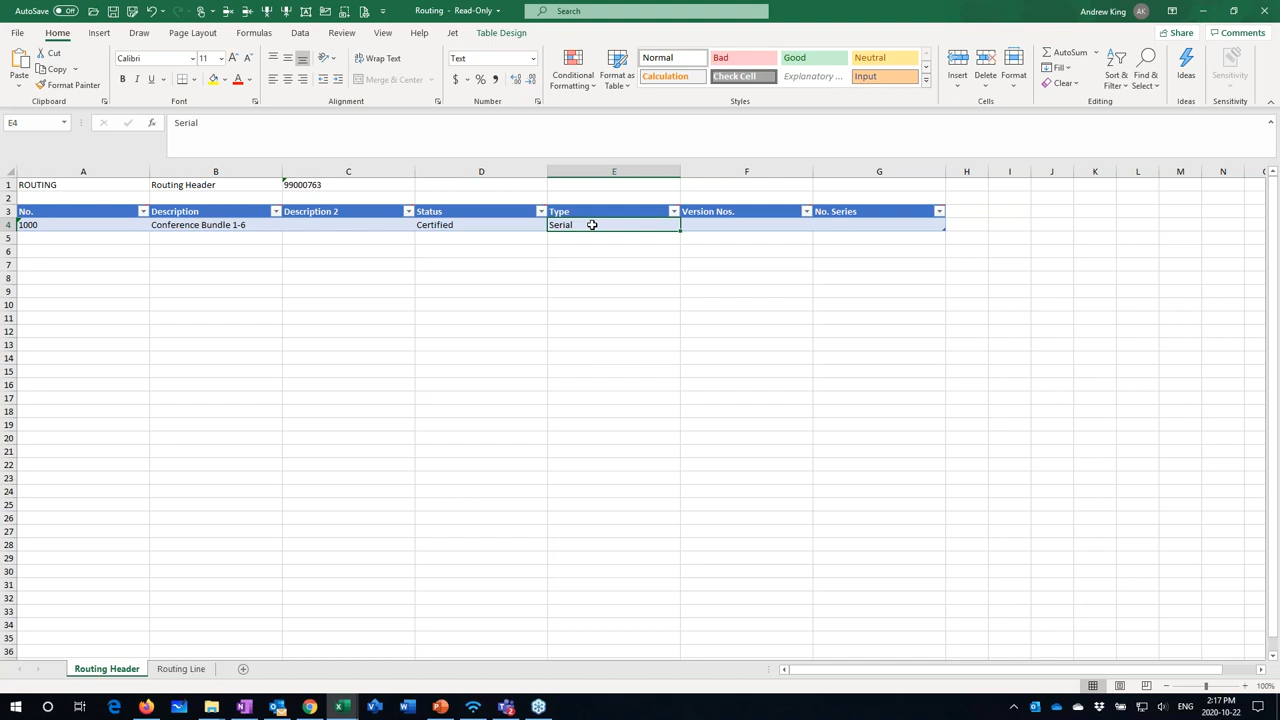 AutoSave Off Routing - Read-Only Search Andrew King AK
File Home Insert Draw Page Layout Formulas Data Review View Help Jet Table Design Share Comments
Paste Cut Copy Format Painter Clipboard
Calibri 11 B I U Font
Wrap Text Merge & Center Alignment
Text $ % Number
Conditional Formatting Format as Table Normal Bad Good Neutral Calculation Check Cell Explanatory ... Input Styles
Insert Delete Format Cells
AutoSum Fill Clear Sort & Filter Find & Select Editing
Ideas Ideas
Sensitivity Sensitivity
E4 fx Serial
A B C D E F G H I J K L M N
1 ROUTING Routing Header 99000763
2
3 No. Description Description 2 Status Type Version Nos. No. Series
4 1000 Conference Bundle 1-6 Certified Serial
5
6
7
8
9
10
11
12
13
14
15
16
17
18
19
20
21
22
23
24
25
26
27
28
29
30
31
32
33
34
35
36
Routing Header Routing Line
100%
2:17 PM
2020-10-22